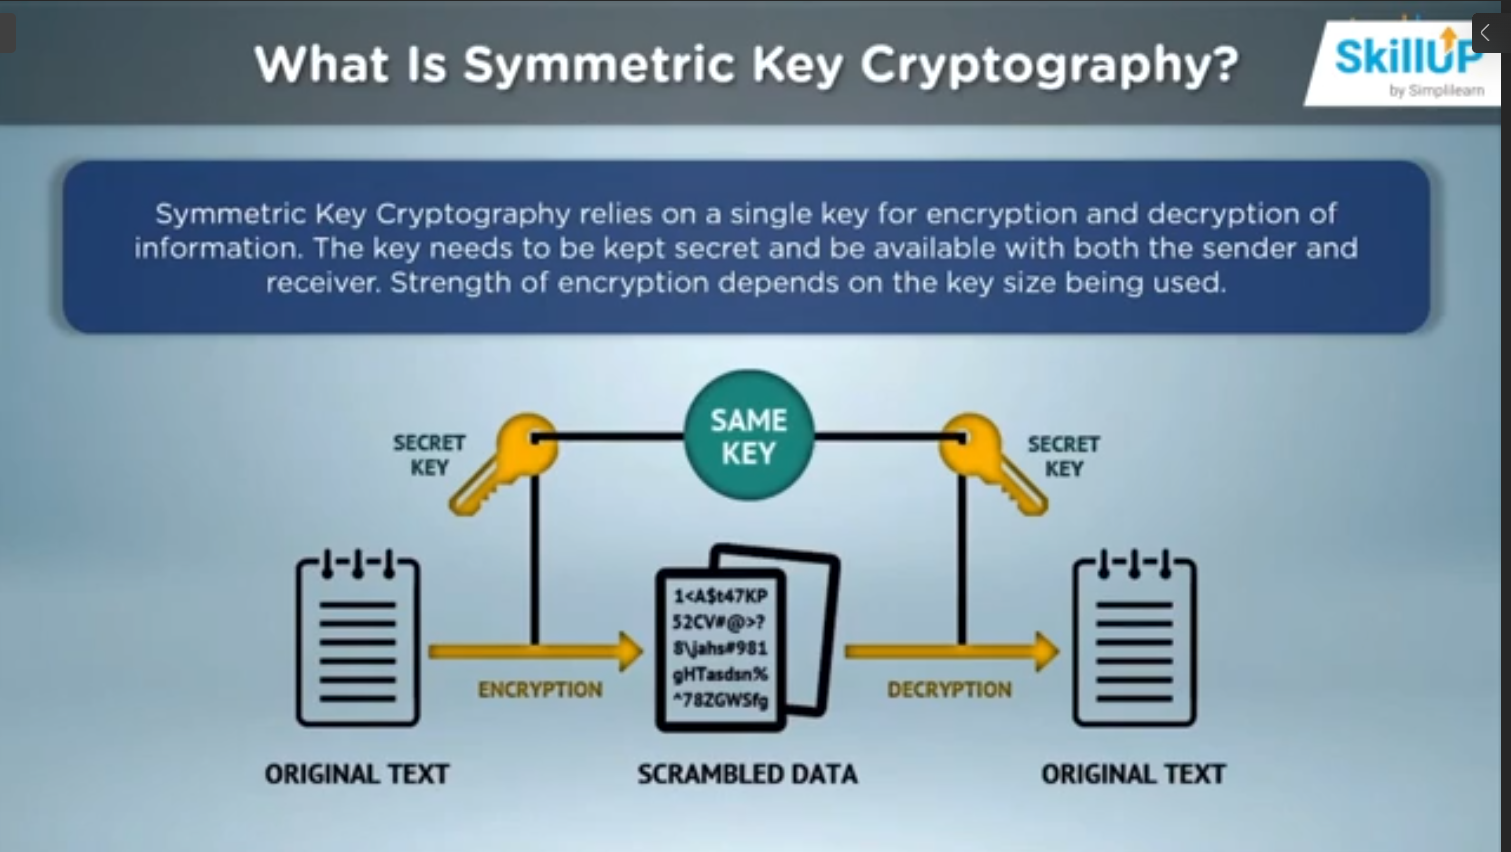 What Is Symmetric Key Cryptography?
SkillUP
by Simplilearn
Symmetric Key Cryptography relies on a single key for encryption and decryption of
information. The key needs to be kept secret and be available with both the sender and
receiver. Strength of encryption depends on the key size being used.
SECRET
KEY
SAME
KEY
SECRET
KEY
1<A$t47KP
52CV#@>?
8\jahs#981
gHTasdsn%
^78ZGWSfg
ENCRYPTION
DECRYPTION
ORIGINAL TEXT
SCRAMBLED DATA
ORIGINAL TEXT